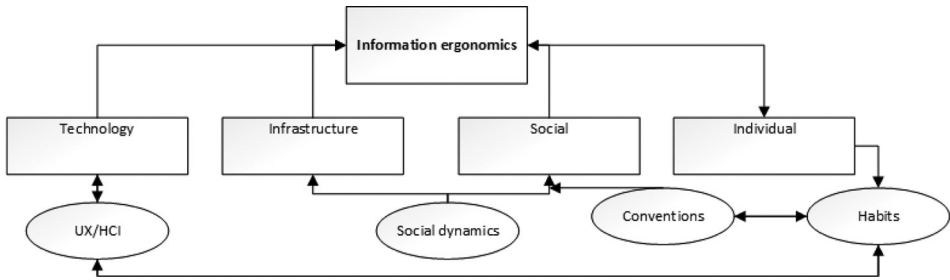 Information ergonomics
Technology
Infrastructure
Social
Individual
UX/HCI
Social dynamics
Conventions
Habits